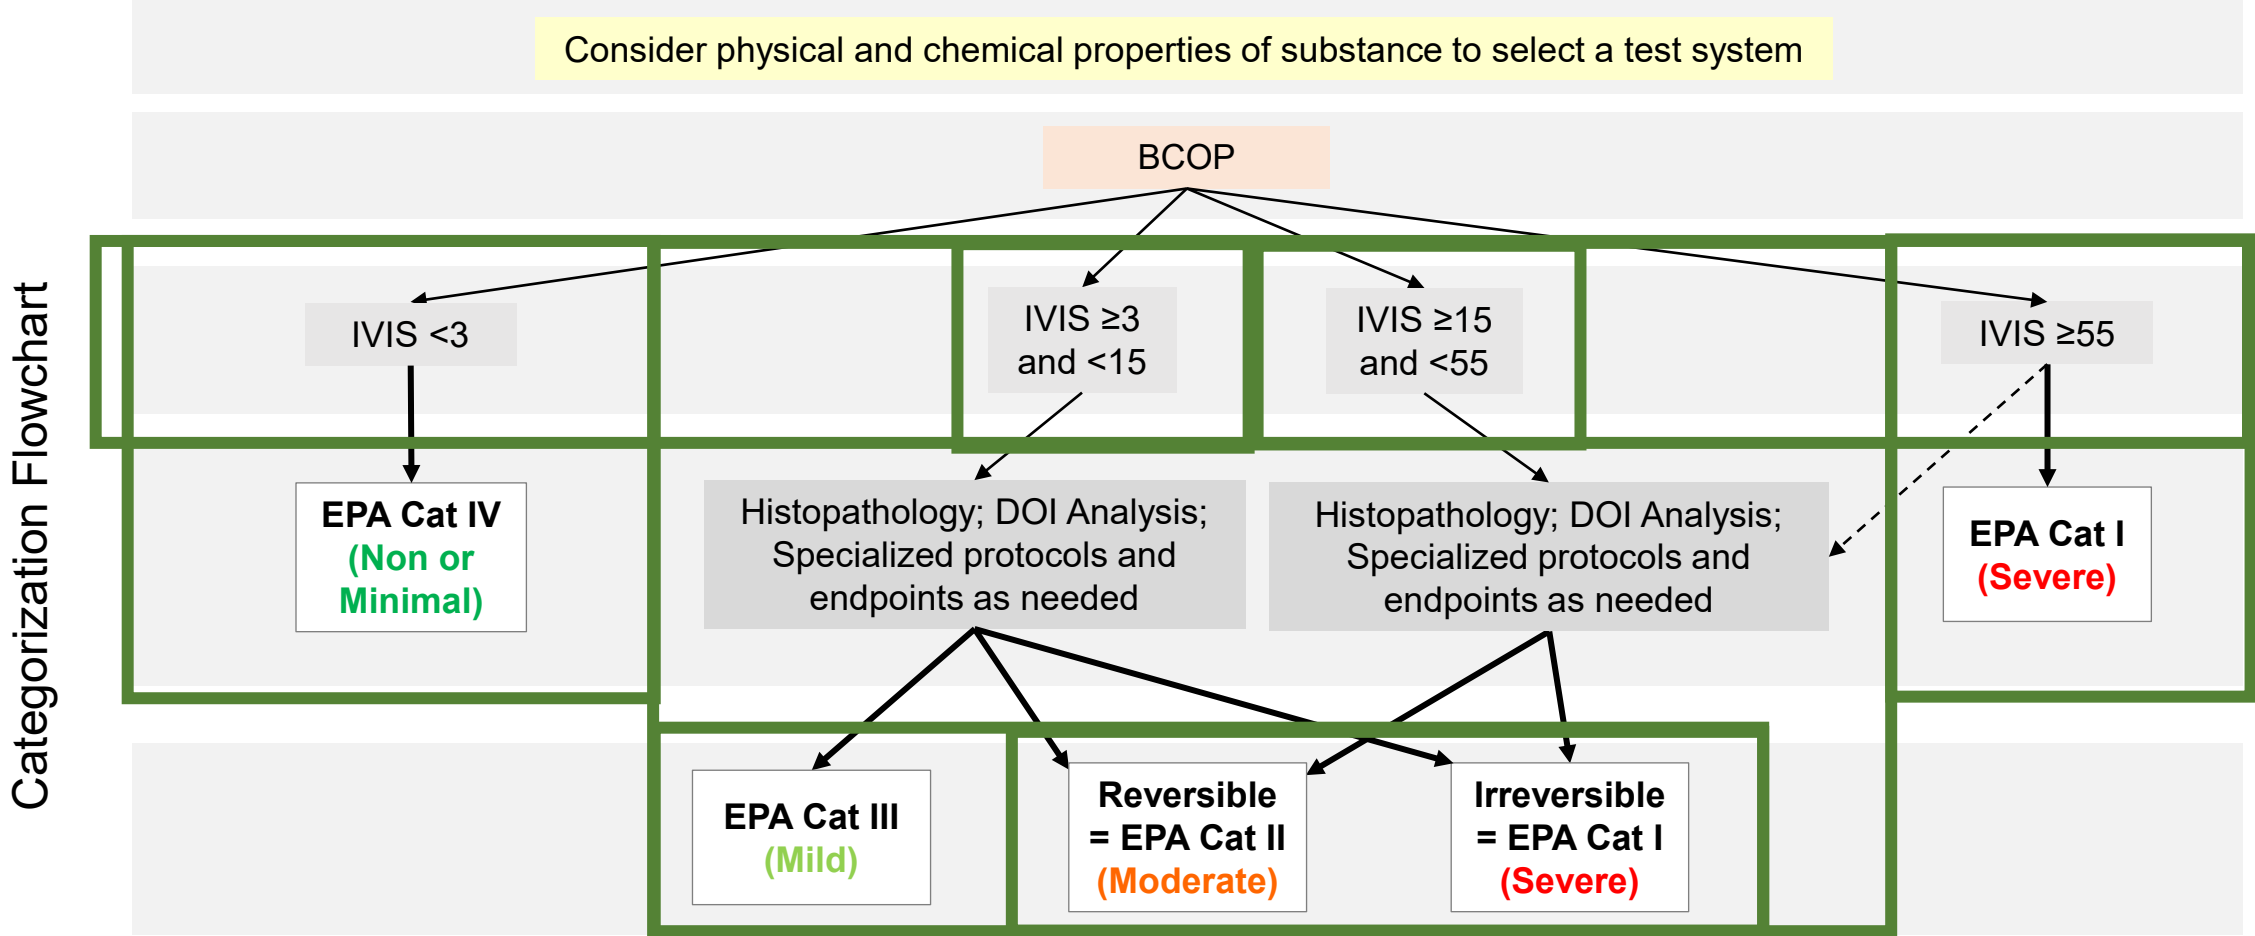 Consider physical and chemical properties of substance to select a test system
BCOP
Categorization Flowchart
IVIS <3
IVIS ≥3
and <15
IVIS ≥15
and <55
IVIS ≥55
EPA Cat IV
(Non or
Minimal)
Histopathology; DOI Analysis;
Specialized protocols and
endpoints as needed
Histopathology; DOI Analysis;
Specialized protocols and
endpoints as needed
EPA Cat I
(Severe)
EPA Cat III
(Mild)
Reversible
= EPA Cat II
(Moderate)
Irreversible
= EPA Cat I
(Severe)